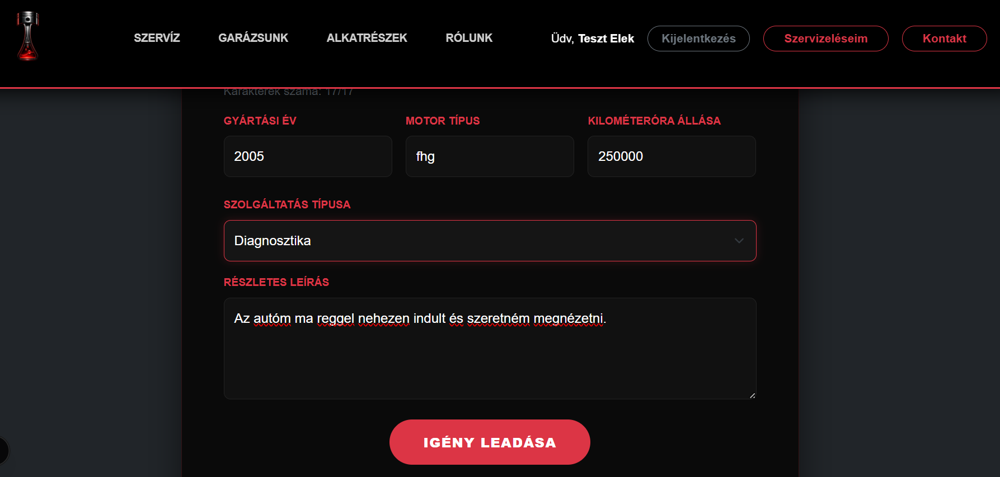 SZERVÍZ GARÁZSUNK ALKATRÉSZEK RÓLUNK Üdv, Teszt Elek Kijelentkezés Szervizeléseim Kontakt
Karakterek száma: 17/17
GYÁRTÁSI ÉV MOTOR TÍPUS KILOMÉTERÓRA ÁLLÁSA
2005 fhg 250000
SZOLGÁLTATÁS TÍPUSA
Diagnosztika
RÉSZLETES LEÍRÁS
Az autóm ma reggel nehezen indult és szeretném megnézetni.
IGÉNY LEADÁSA